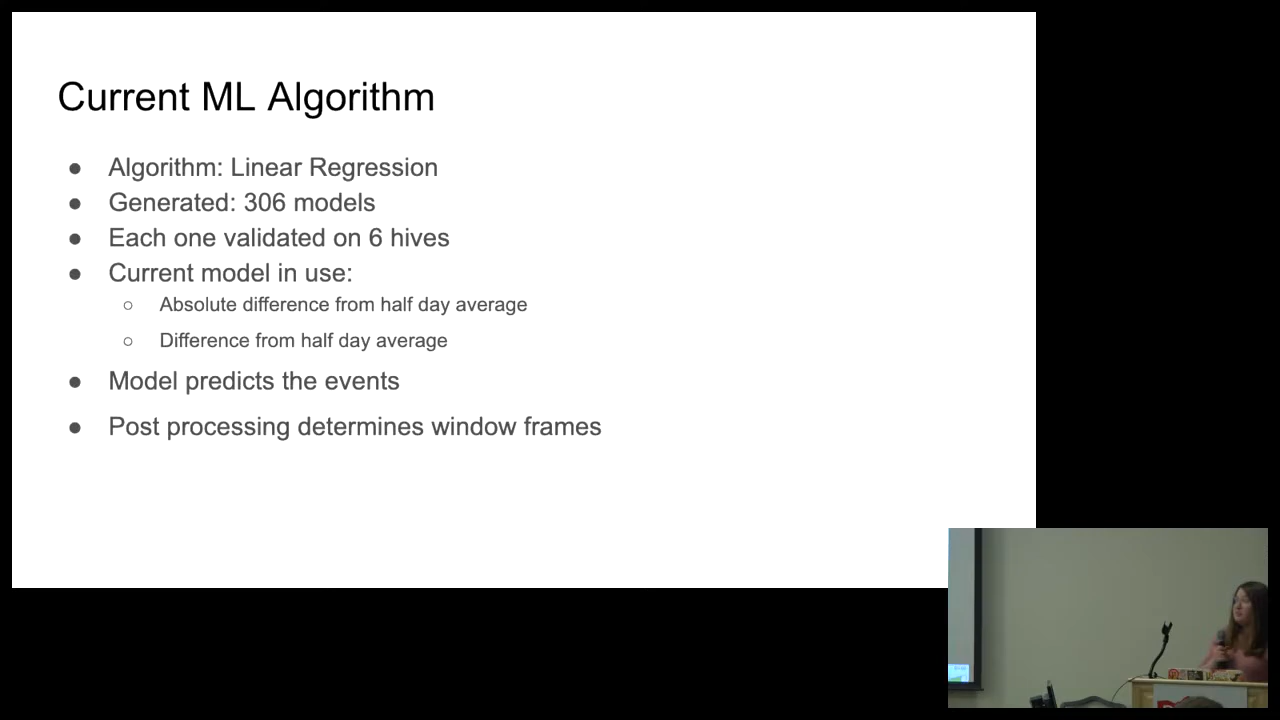 Current ML Algorithm
Algorithm: Linear Regression
Generated: 306 models
Each one validated on 6 hives
Current model in use:
Absolute difference from half day average
Difference from half day average
Model predicts the events
Post processing determines window frames